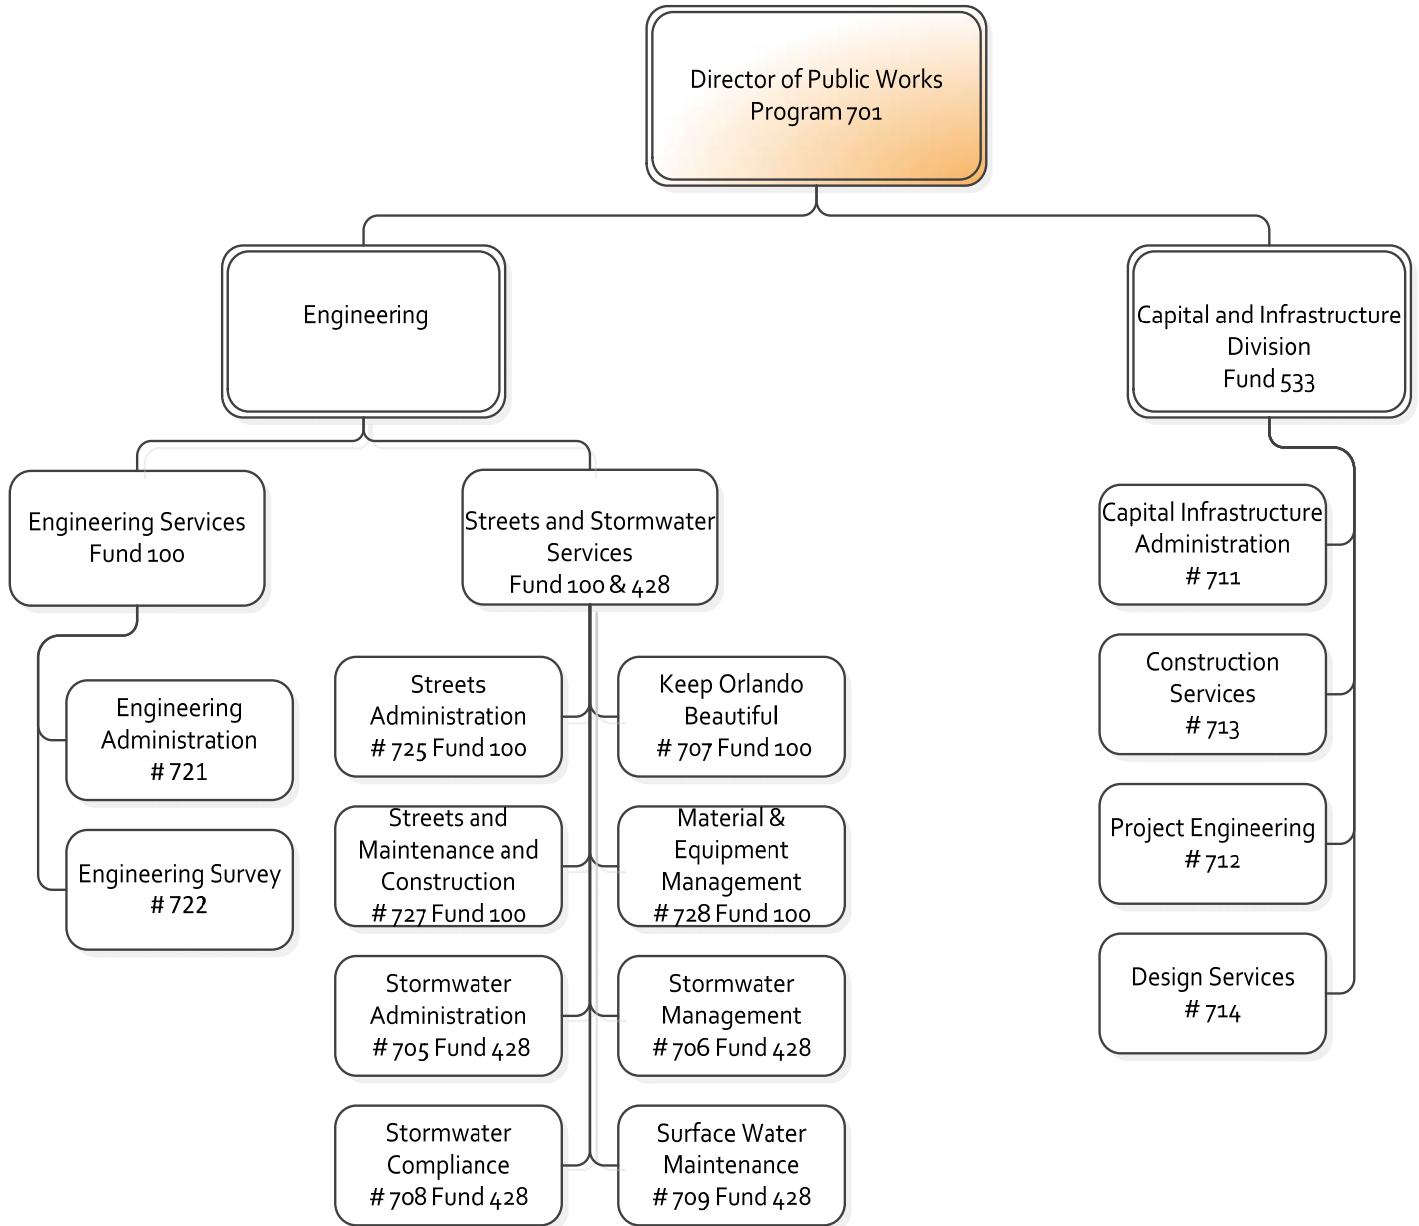 Director of Public Works
Program 701
Engineering
Capital and Infrastructure
Division
Fund 533
Engineering Services
Fund 100
Streets and Stormwater
Services
Fund 100 & 428
Engineering
Administration
# 721
Engineering Survey
# 722
Streets
Administration
# 725 Fund 100
Keep Orlando
Beautiful
# 707 Fund 100
Streets and
Maintenance and
Construction
# 727 Fund 100
Material &
Equipment
Management
# 728 Fund 100
Stormwater
Administration
# 705 Fund 428
Stormwater
Management
# 706 Fund 428
Stormwater
Compliance
# 708 Fund 428
Surface Water
Maintenance
# 709 Fund 428
Capital Infrastructure
Administration
# 711
Construction
Services
# 713
Project Engineering
# 712
Design Services
# 714